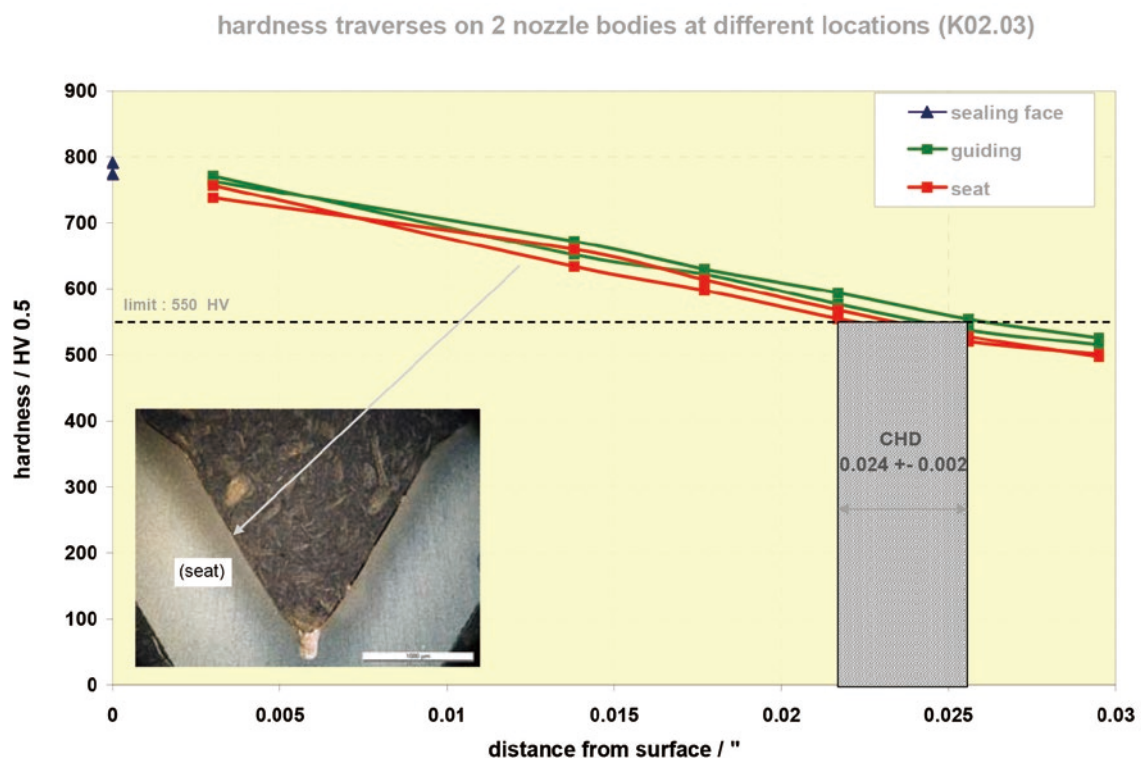 hardness traverses on 2 nozzle bodies at different locations (K02.03)
900
800
700
600
500
400
300
200
100
0
hardness / HV 0.5
sealing face
guiding
seat
limit : 550 HV
CHD
0.024 +- 0.002
(seat)
1000 µm
0 0.005 0.01 0.015 0.02 0.025 0.03
distance from surface / "